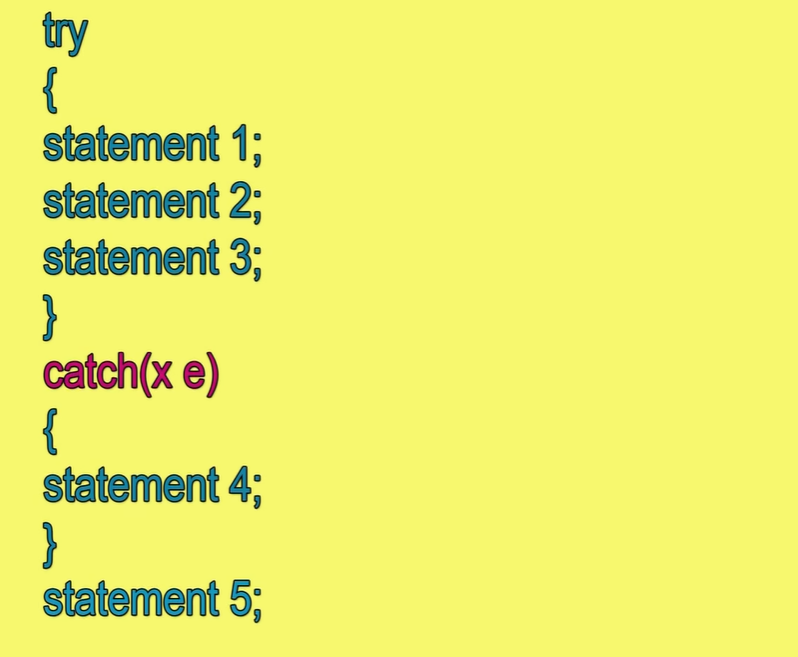 try
{
statement 1;
statement 2;
statement 3;
}
catch(x e)
{
statement 4;
}
statement 5;